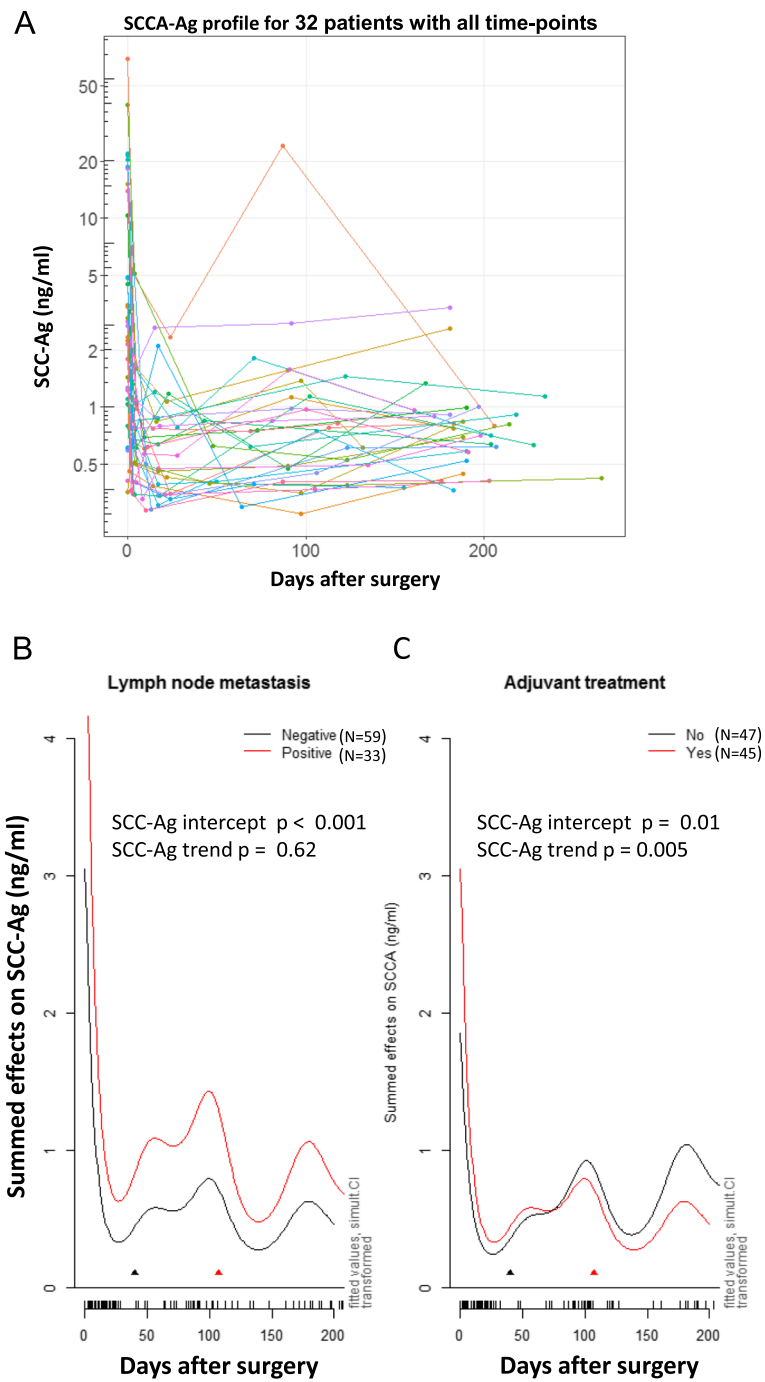 A
SCCA-Ag profile for 32 patients with all time-points
SCC-Ag (ng/ml)
50
20
10
5
2
1
0.5
0
100
200
Days after surgery
B
Lymph node metastasis
Negative (N=59)
Positive (N=33)
SCC-Ag intercept p < 0.001
SCC-Ag trend p = 0.62
Summed effects on SCC-Ag (ng/ml)
4
3
2
1
0
fitted values, simult.CI
transformed
0
50
100
150
200
Days after surgery
C
Adjuvant treatment
No (N=47)
Yes (N=45)
SCC-Ag intercept p = 0.01
SCC-Ag trend p = 0.005
Summed effects on SCCA (ng/ml)
4
3
2
1
0
fitted values, simult.CI
transformed
0
50
100
150
200
Days after surgery